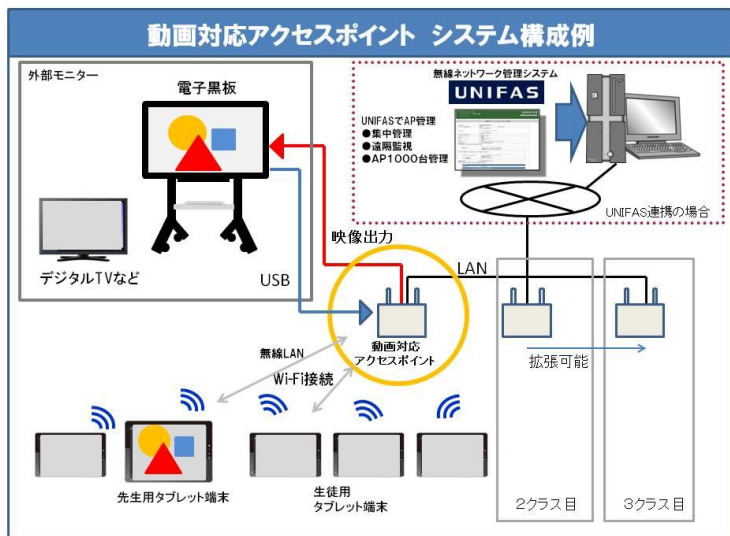 動画対応アクセスポイント システム構成例
外部モニター
電子黒板
デジタルTVなど
USB
映像出力
無線ネットワーク管理システム
UNIFAS
UNIFASでAP管理
●集中管理
●遠隔監視
●AP1000台管理
UNIFAS連携の場合
LAN
動画対応
アクセスポイント
拡張可能
無線LAN
Wi-Fi接続
先生用タブレット端末
生徒用
タブレット端末
2クラス目
3クラス目